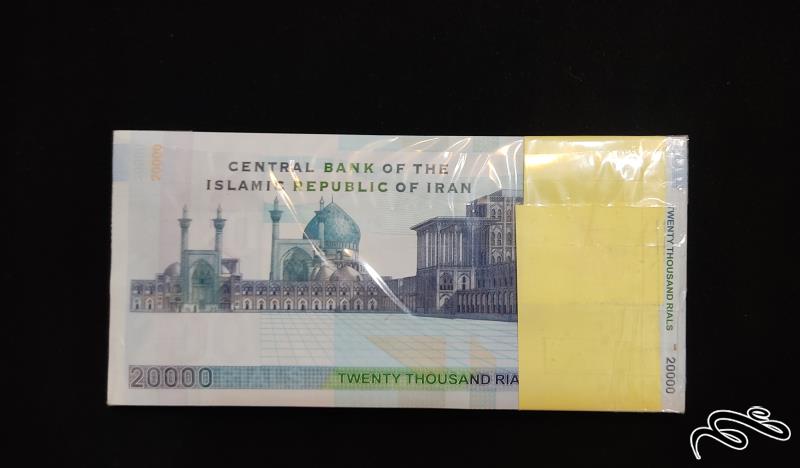 20000
CENTRAL BANK OF THE
ISLAMIC REPUBLIC OF IRAN
20000
TWENTY THOUSAND RIA
TWENTY THOUSAND RIALS
20000